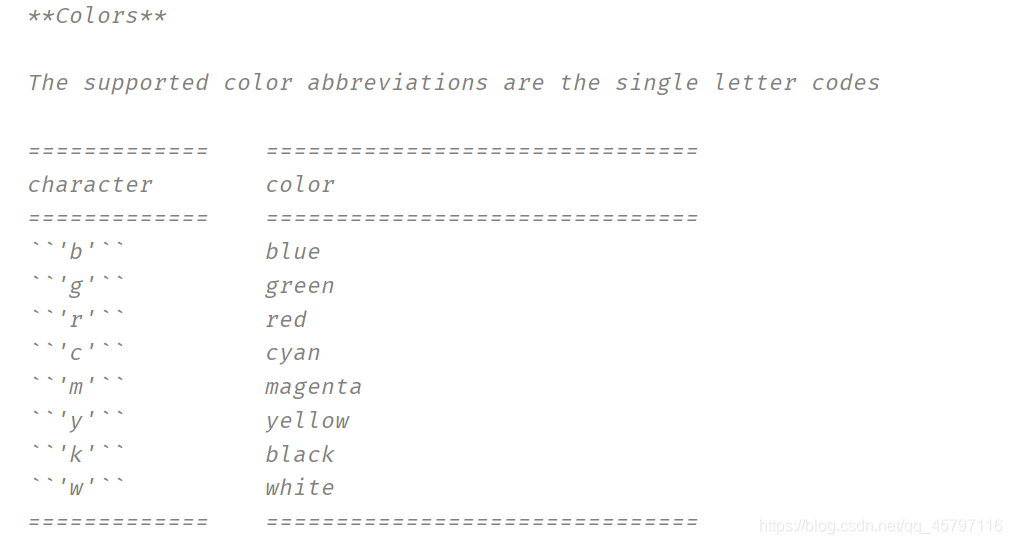 **Colors**
The supported color abbreviations are the single letter codes
=============    ===============================
character        color
=============    ===============================
``'b'``          blue
``'g'``          green
``'r'``          red
``'c'``          cyan
``'m'``          magenta
``'y'``          yellow
``'k'``          black
``'w'``          white
=============    ===============================
https://blog.csdn.net/qq_45797116